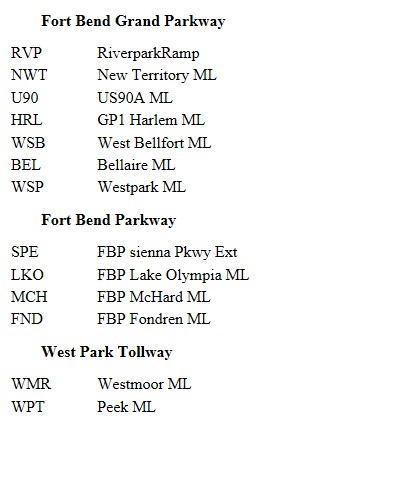 Fort Bend Grand Parkway
RVP RiverparkRamp
NWT New Territory ML
U90 US90A ML
HRL GP1 Harlem ML
WSB West Bellfort ML
BEL Bellaire ML
WSP Westpark ML
Fort Bend Parkway
SPE FBP sienna Pkwy Ext
LKO FBP Lake Olympia ML
MCH FBP McHard ML
FND FBP Fondren ML
West Park Tollway
WMR Westmoor ML
WPT Peek ML